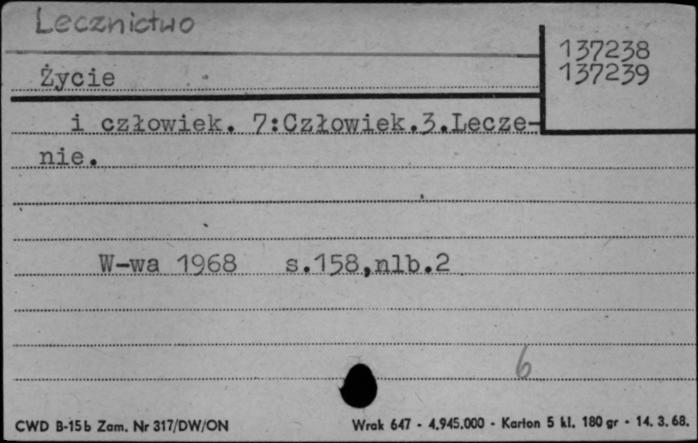 Lecznictwo
137238
137239
Życie
i człowiek. 7:Człowiek.3.Lecze-
nie.
W-wa 1968 s.158,nlb.2
6
CWD B-15b Zam. Nr 317/DW/ON Wrak 647 - 4.945.000 - Karton 5 kl. 180 gr - 14. 3. 68.